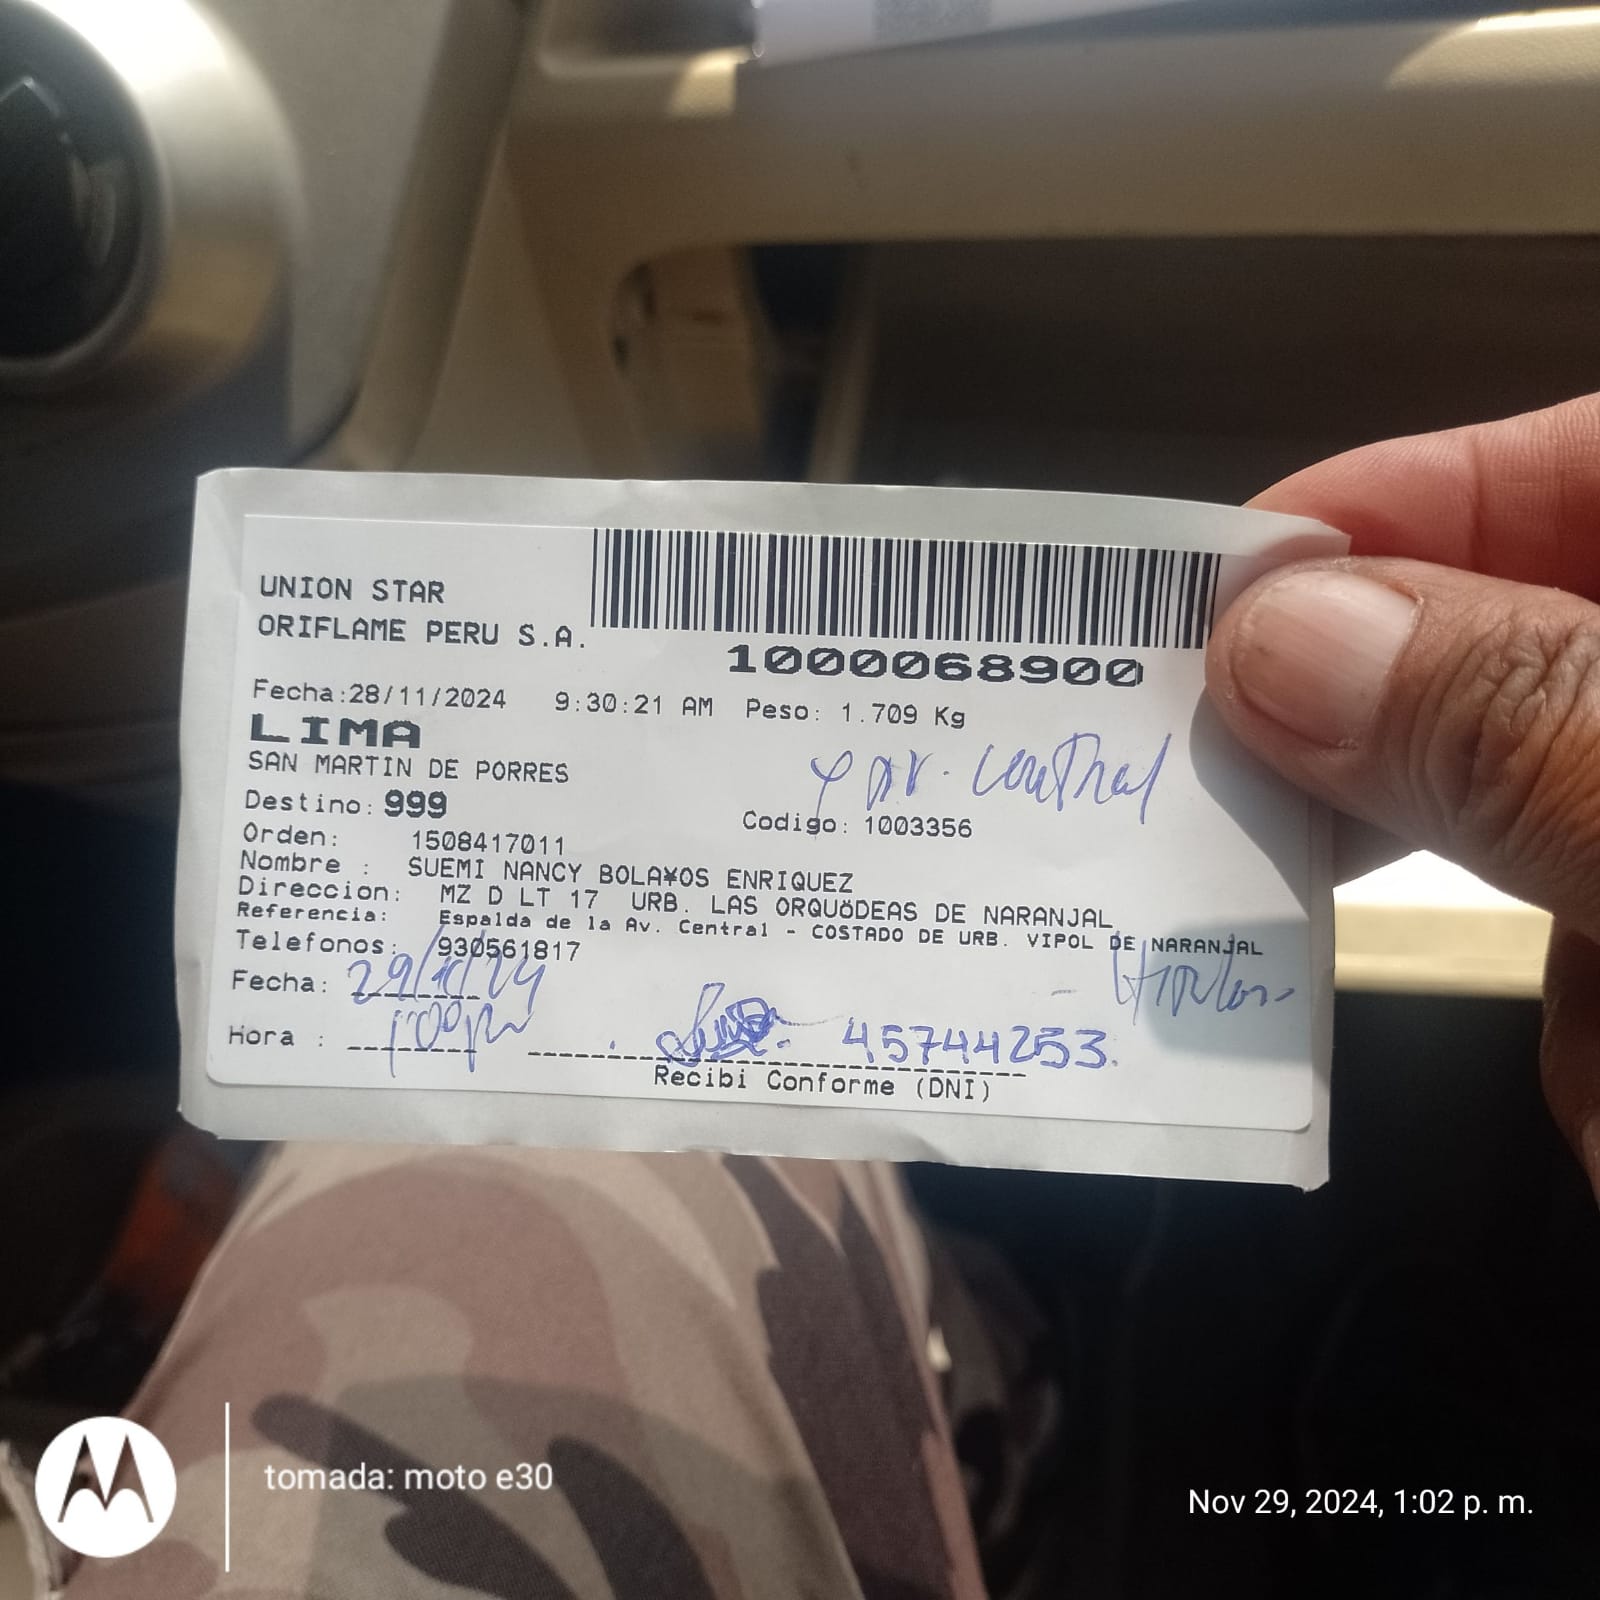 UNION STAR
ORIFLAME PERU S.A.
1000068900
Fecha:28/11/2024 9:30:21 AM Peso: 1.709 Kg
LIMA
SAN MARTIN DE PORRES
Central
Destino: 999
Codigo: 1003356
Orden: 1508417011
Nombre : SUEMI NANCY BOLA¥OS ENRIQUEZ
Direccion: MZ D LT 17 URB. LAS ORQUÖDEAS DE NARANJAL
Referencia: Espalda de la Av. Central - COSTADO DE URB. VIPOL DE NARANJAL
Telefonos: 930561817
Fecha: 29/11/24
Hora : 1:00pm
45744253.
Recibi Conforme (DNI)
tomada: moto e30
Nov 29, 2024, 1:02 p. m.